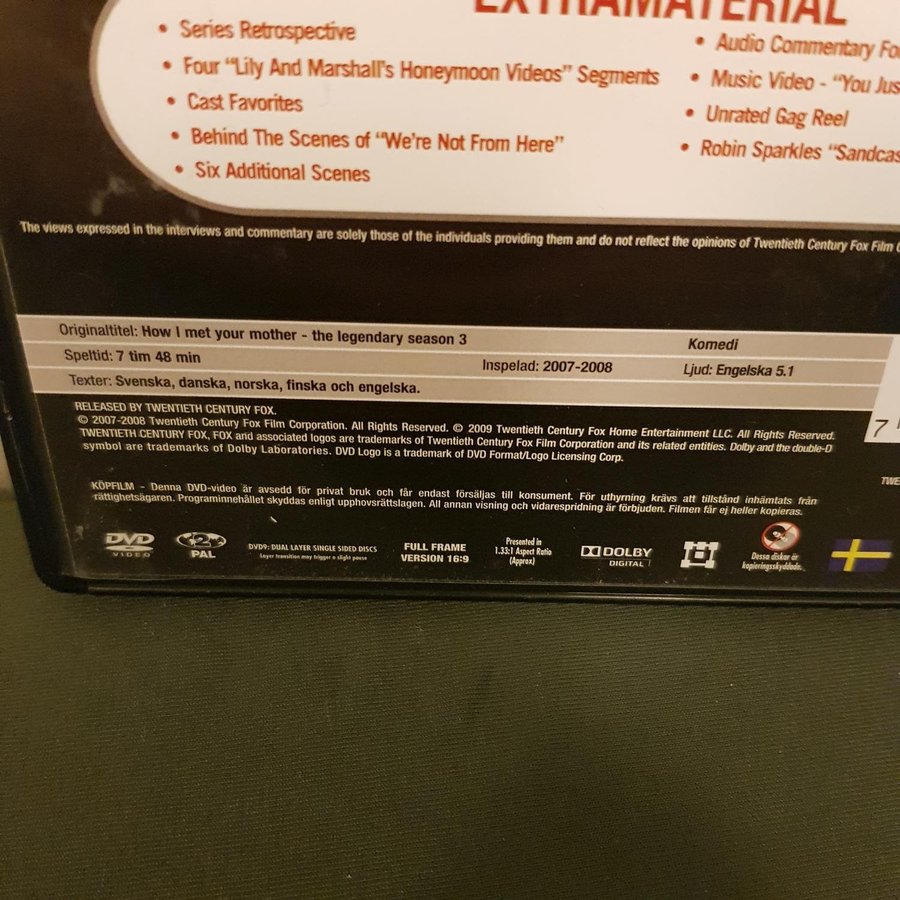 EXTRAMATERIAL
• Series Retrospective
• Four “Lily And Marshall's Honeymoon Videos” Segments
• Cast Favorites
• Behind The Scenes of “We're Not From Here”
• Six Additional Scenes
• Audio Commentary
• Music Video - “You
• Unrated Gag Reel
• Robin Sparkles
The views expressed in the interviews and commentary are solely those of the individuals providing them and do not reflect the opinions of Twentieth Century Fox Film
Originaltitel: How I met your mother - the legendary season 3 Komedi
Speltid: 7 tim 48 min Inspelad: 2007-2008 Ljud: Engelska 5.1
Texter: Svenska, danska, norska, finska och engelska.
RELEASED BY TWENTIETH CENTURY FOX.
© 2007-2008 Twentieth Century Fox Film Corporation. All Rights Reserved. © 2009 Twentieth Century Fox Home Entertainment LLC. All Rights Reserved.
TWENTIETH CENTURY FOX, FOX and associated logos are trademarks of Twentieth Century Fox Film Corporation and its related entities. Dolby and the double-D
symbol are trademarks of Dolby Laboratories. DVD Logo is a trademark of DVD Format/Logo Licensing Corp.
7
KÖPFILM - Denna DVD-video är avsedd för privat bruk och får endast försäljas till konsument. För uthyrning krävs att tillstånd inhämtats från
rättighetsägaren. Programinnehållet skyddas enligt upphovsrättslagen. All annan visning och vidarespridning är förbjuden. Filmen får ej heller kopieras.
DVD
VIDEO
2
PAL
DVD9: DUAL LAYER SINGLE SIDED DISCS
Layer transition may trigger a slight pause
FULL FRAME
VERSION 16:9
Presented in
1.33:1 Aspect Ratio
(Approx)
DOLBY
DIGITAL
Dessa diskar är
kopieringsskyddade.